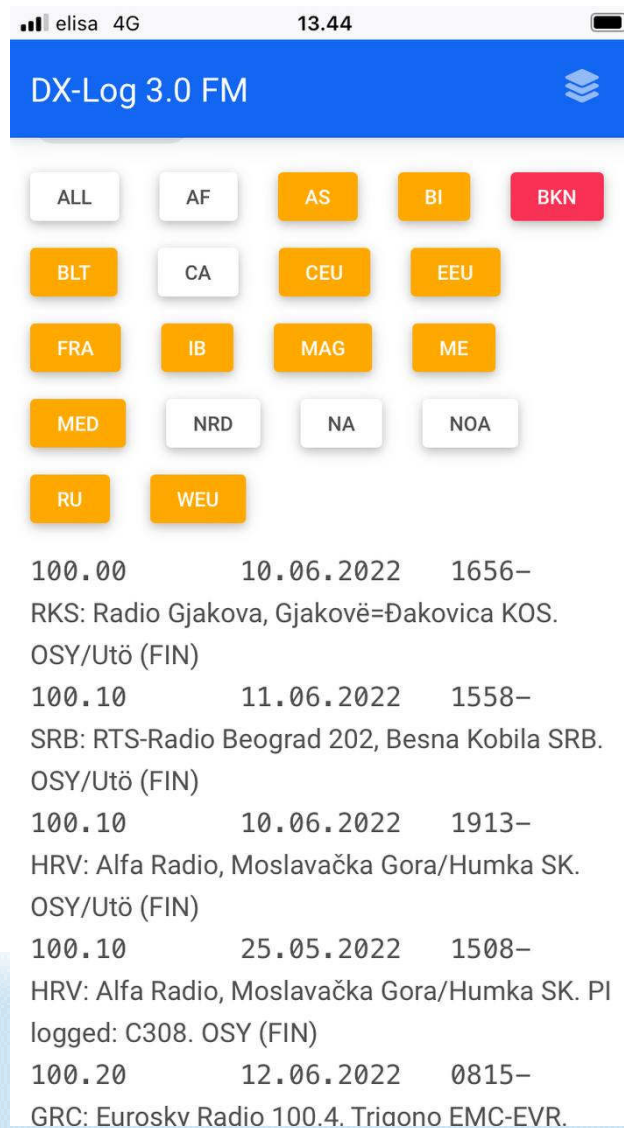 elisa 4G 13.44
DX-Log 3.0 FM
ALL AF AS BI BKN
BLT CA CEU EEU
FRA IB MAG ME
MED NRD NA NOA
RU WEU
100.00 10.06.2022 1656–
RKS: Radio Gjakova, Gjakovë=Đakovica KOS.
OSY/Utö (FIN)
100.10 11.06.2022 1558–
SRB: RTS-Radio Beograd 202, Besna Kobila SRB.
OSY/Utö (FIN)
100.10 10.06.2022 1913–
HRV: Alfa Radio, Moslavačka Gora/Humka SK.
OSY/Utö (FIN)
100.10 25.05.2022 1508–
HRV: Alfa Radio, Moslavačka Gora/Humka SK. PI
logged: C308. OSY (FIN)
100.20 12.06.2022 0815–
GRC: Eurosky Radio 100.4, Trigono EMC-EVR.